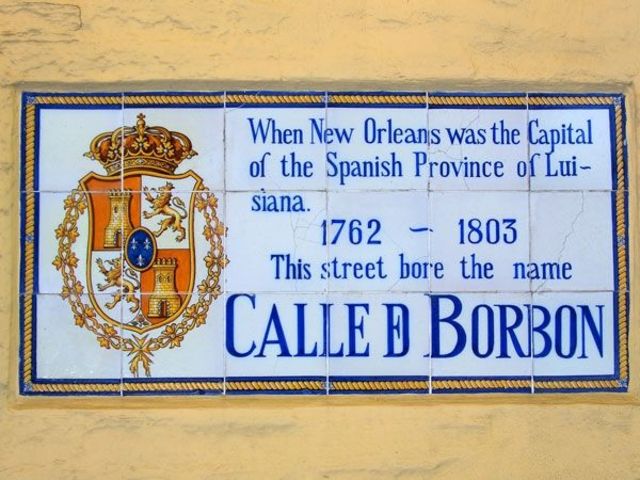 When New Orleans was the Capital
of the Spanish Province of Lui-
siana.
1762 – 1803
This street bore the name
CALLE D BORBON